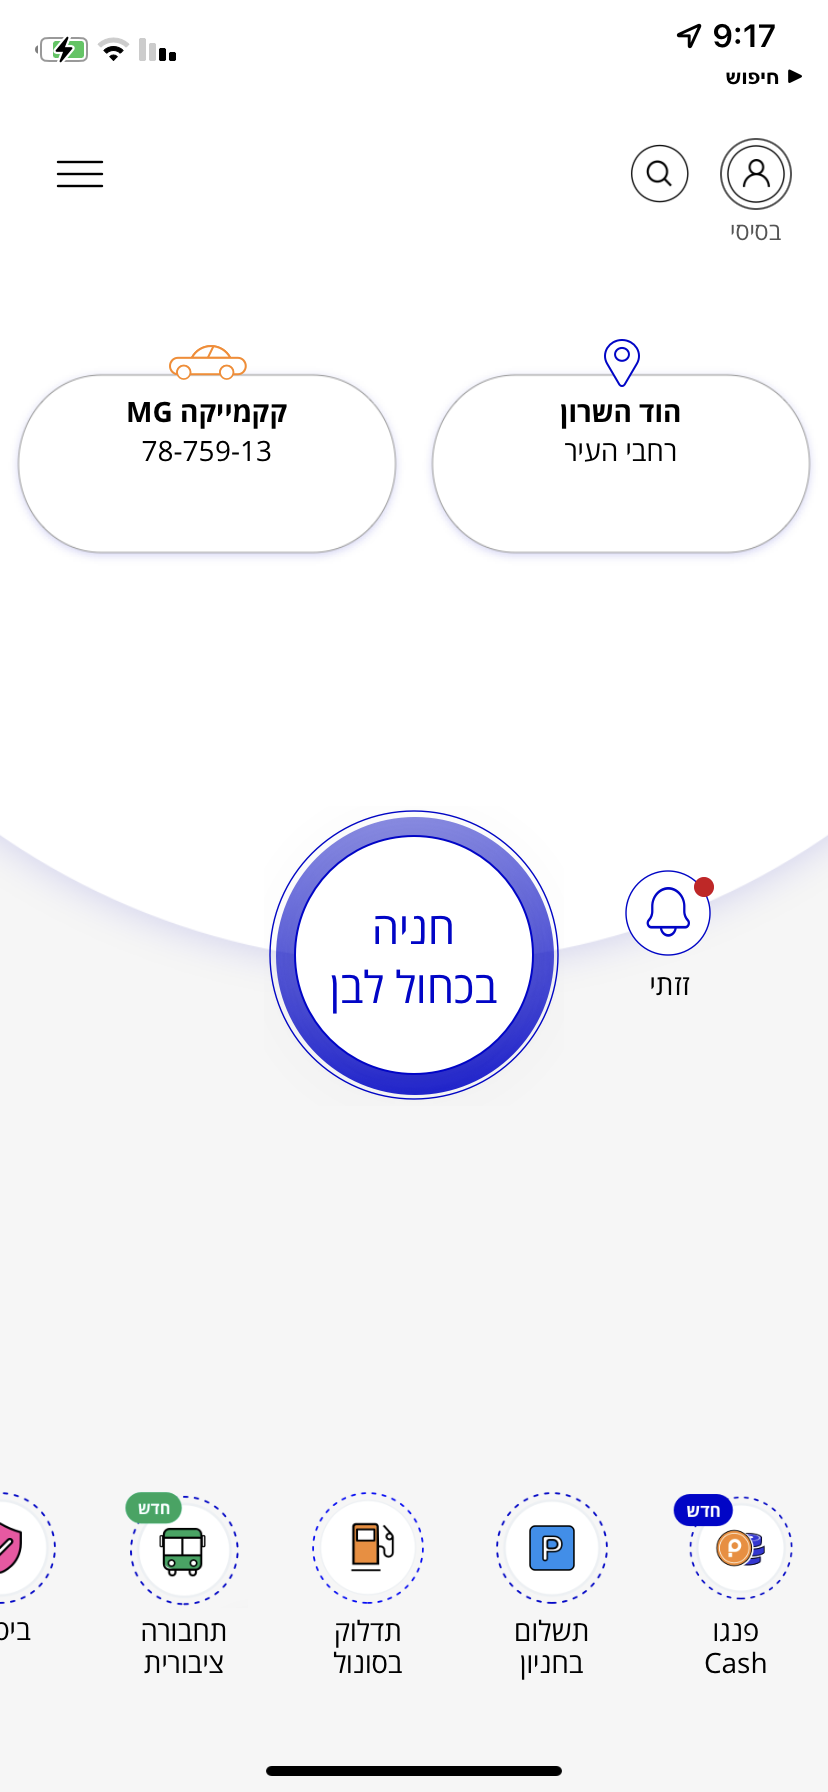 9:17
חיפוש
בסיסי
הוד השרון
רחבי העיר
קקמייקה MG
78-759-13
חניה
בכחול לבן
זזתי
חדש
פנגו
Cash
P
תשלום
בחניון
תדלוק
בסונול
חדש
תחבורה
ציבורית